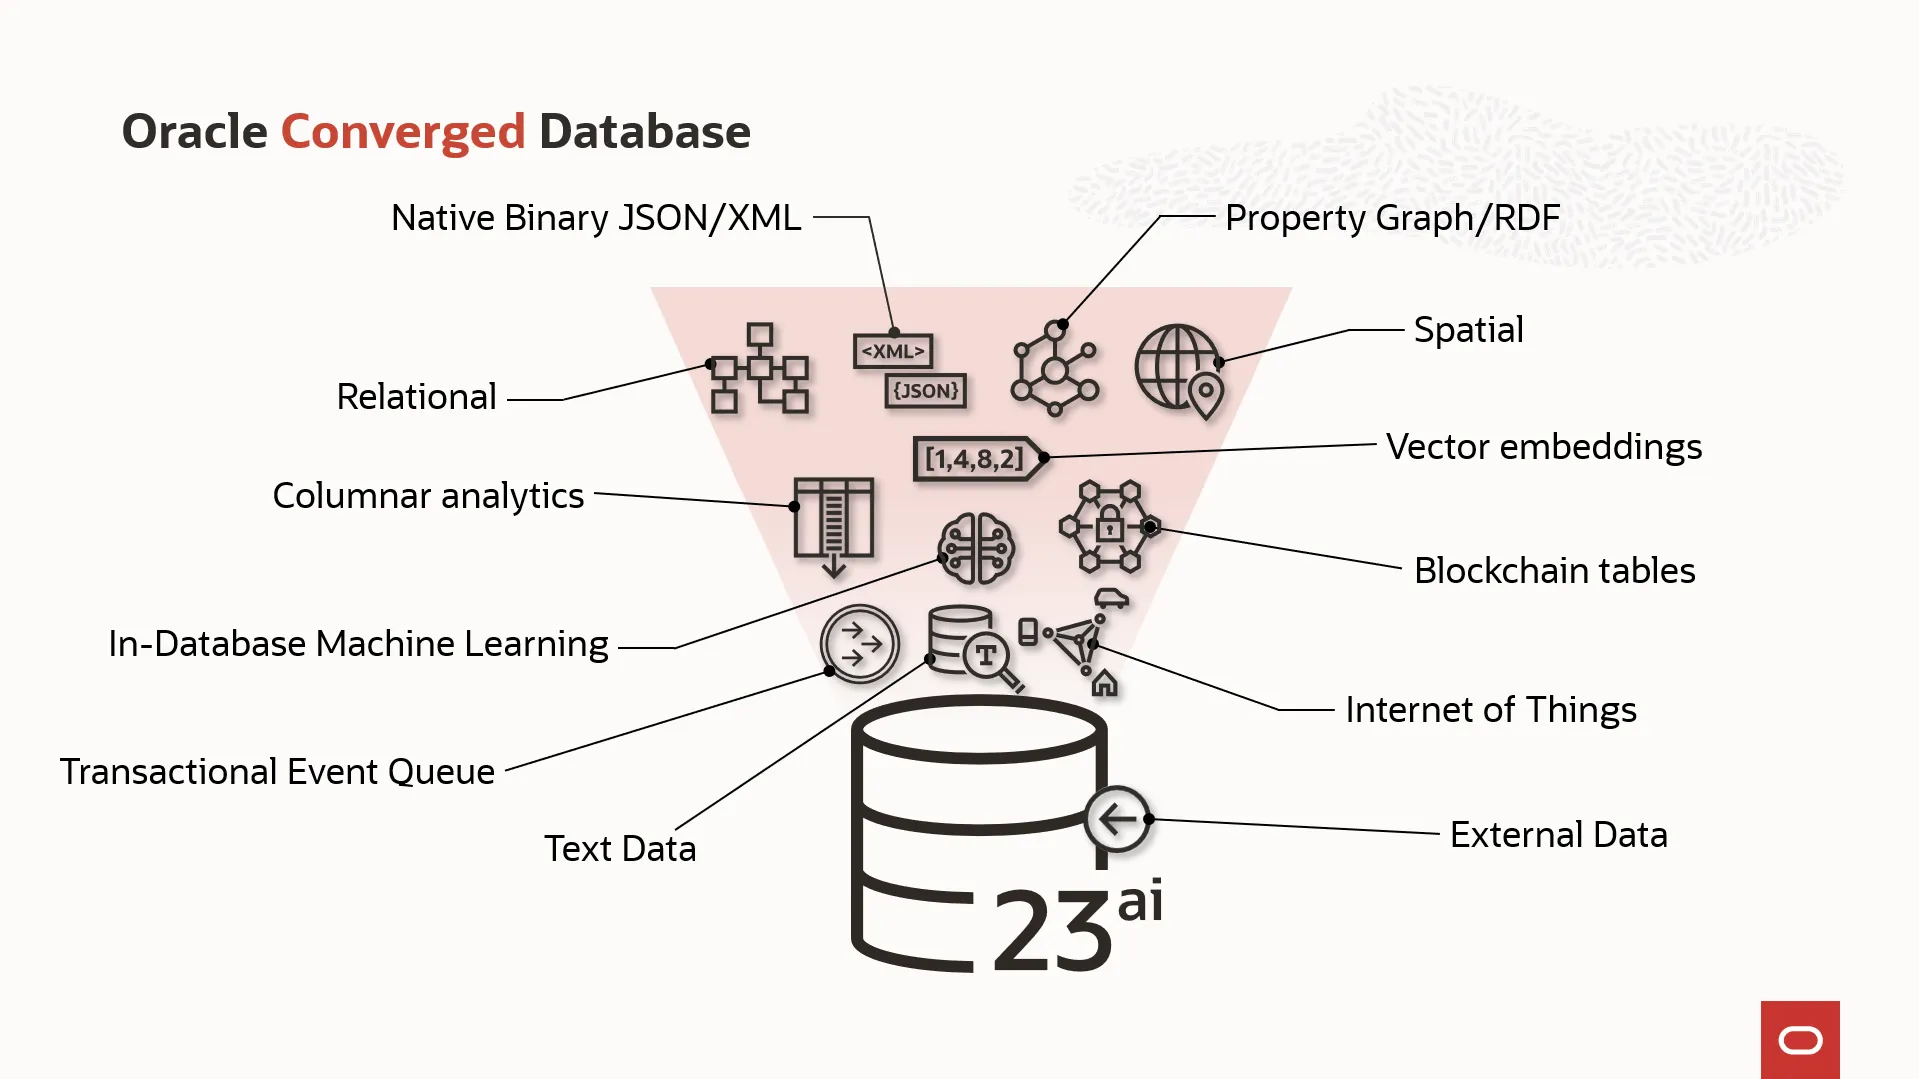 Oracle Converged Database
Native Binary JSON/XML
Property Graph/RDF
Spatial
Relational
<XML>
{JSON}
Vector embeddings
[1,4,8,2]
Columnar analytics
Blockchain tables
In-Database Machine Learning
T
Internet of Things
Transactional Event Queue
Text Data
External Data
23ai